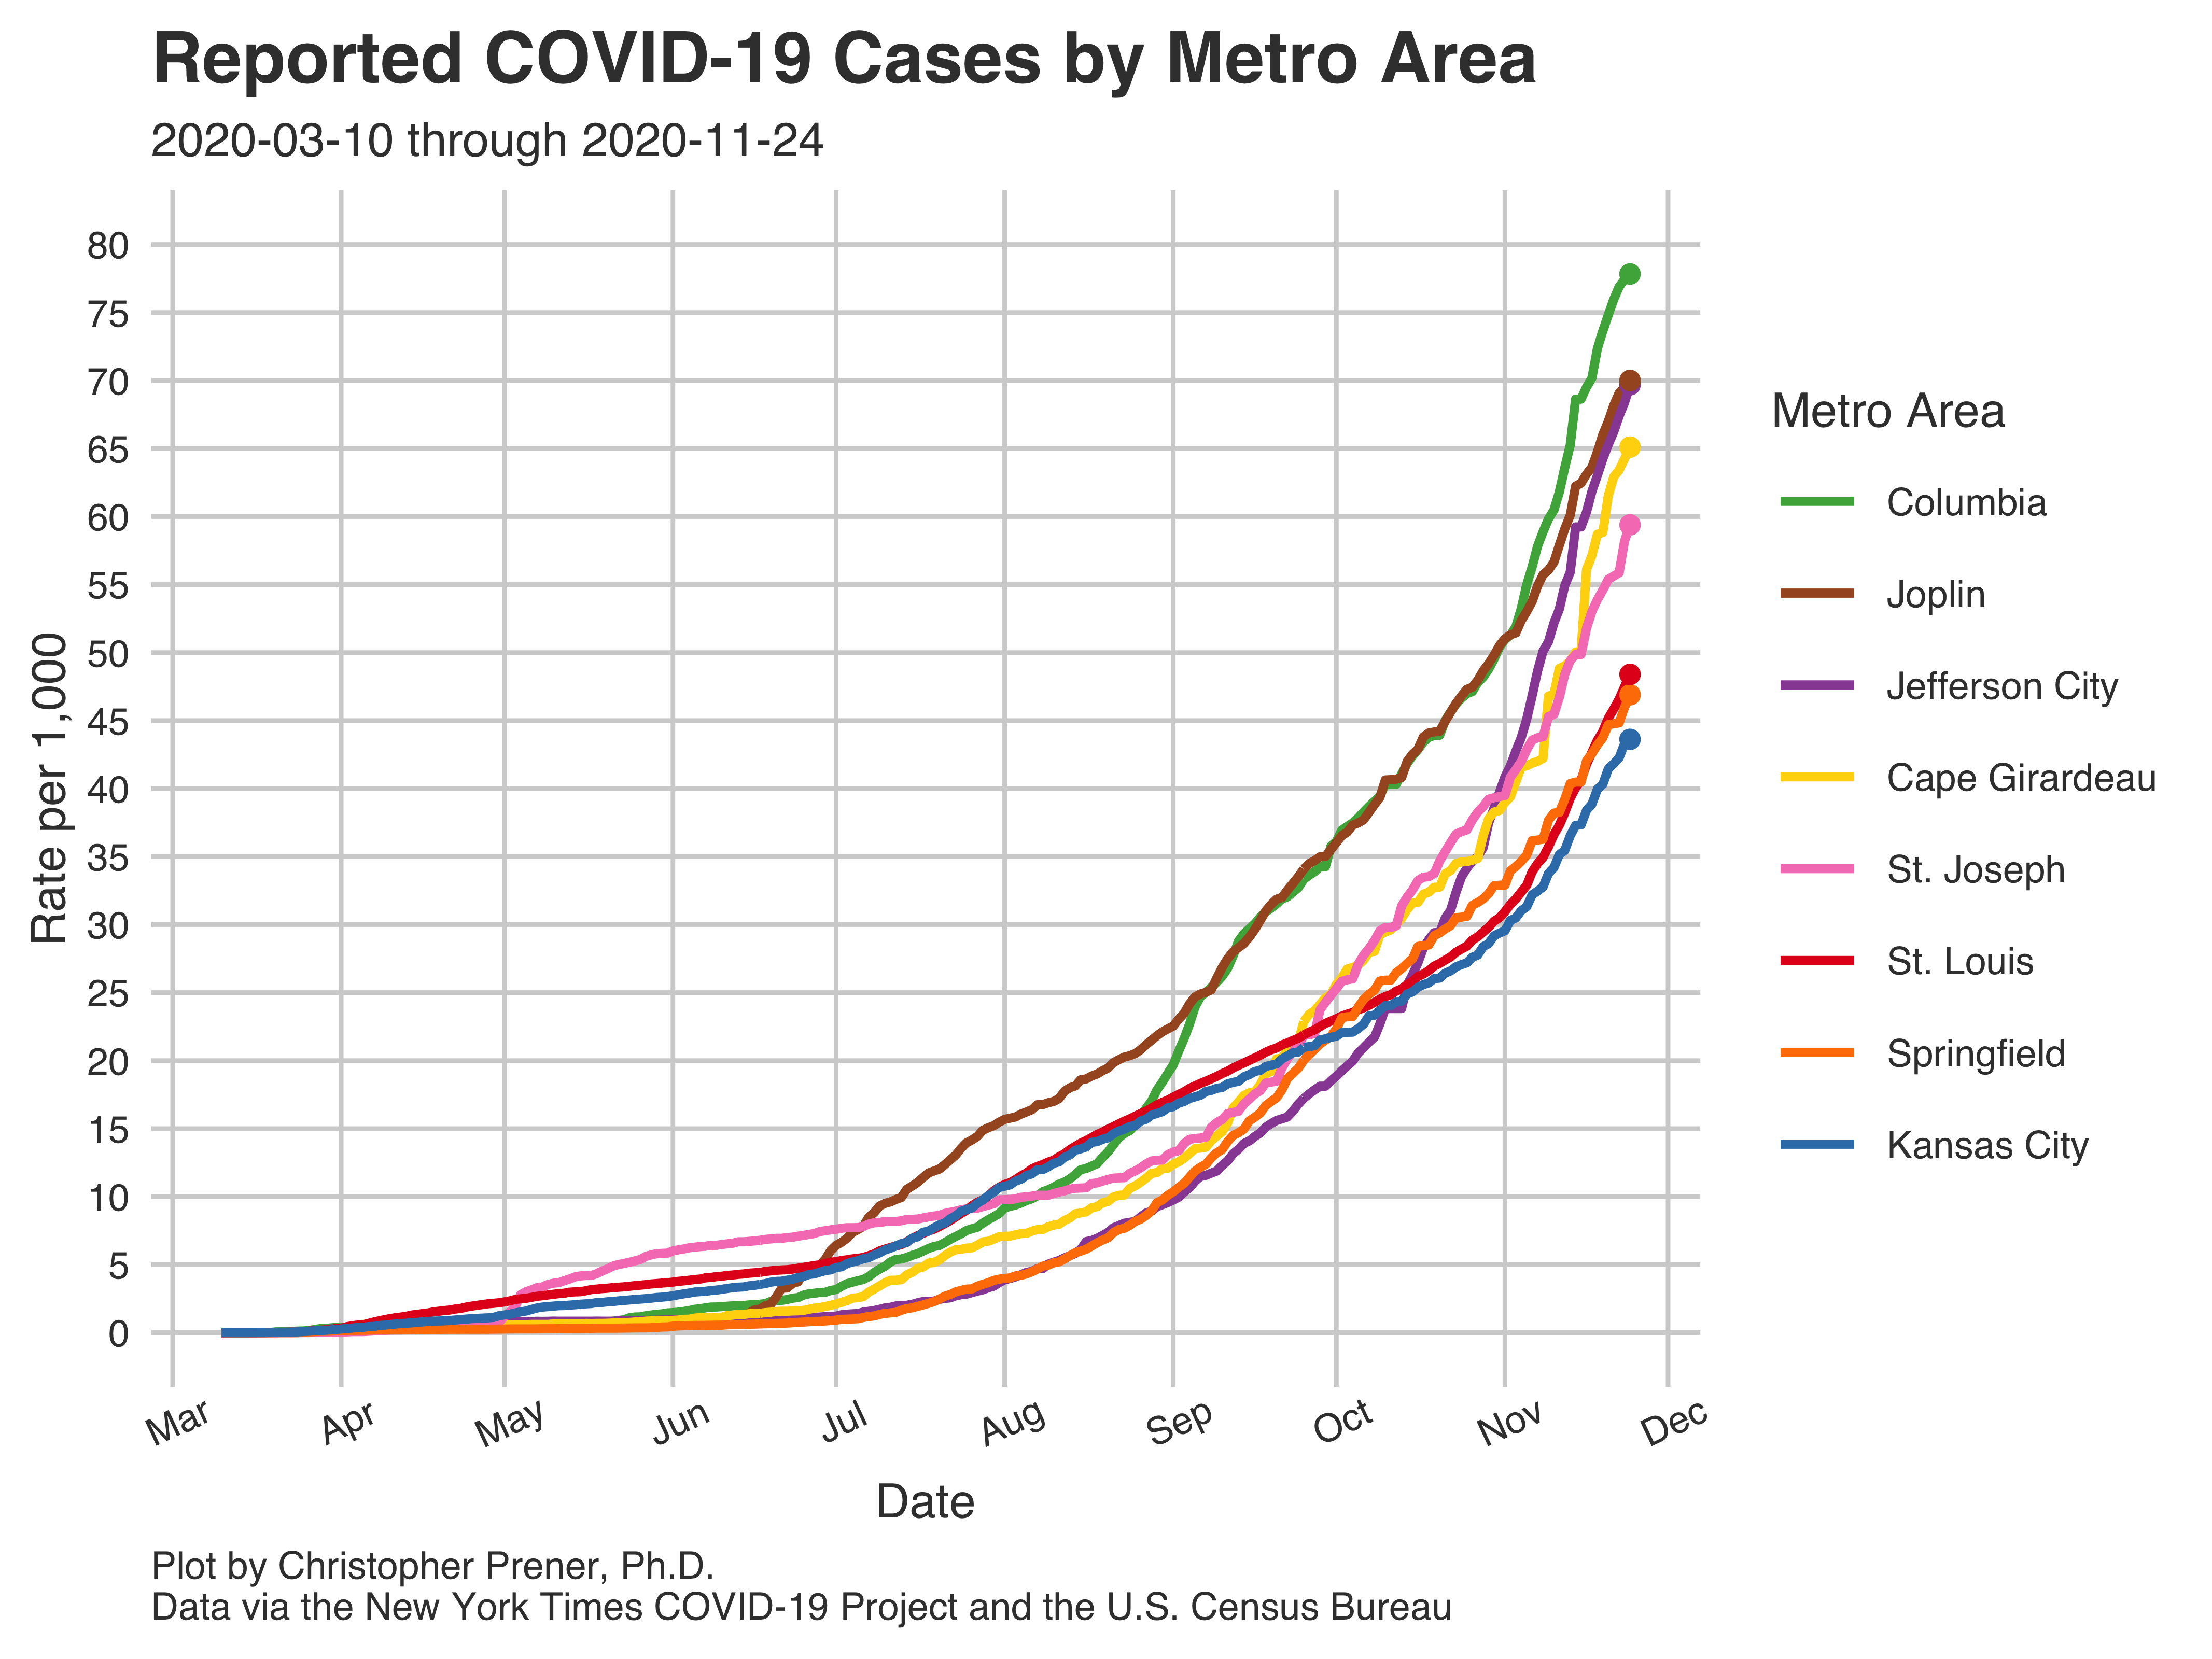 Reported COVID-19 Cases by Metro Area
2020-03-10 through 2020-11-24
80
75
70
65
60
55
50
45
40
35
30
25
20
15
10
5
0
Rate per 1,000
Mar
Apr
May
Jun
Jul
Aug
Sep
Oct
Nov
Dec
Date
Metro Area
Columbia
Joplin
Jefferson City
Cape Girardeau
St. Joseph
St. Louis
Springfield
Kansas City
Plot by Christopher Prener, Ph.D.
Data via the New York Times COVID-19 Project and the U.S. Census Bureau